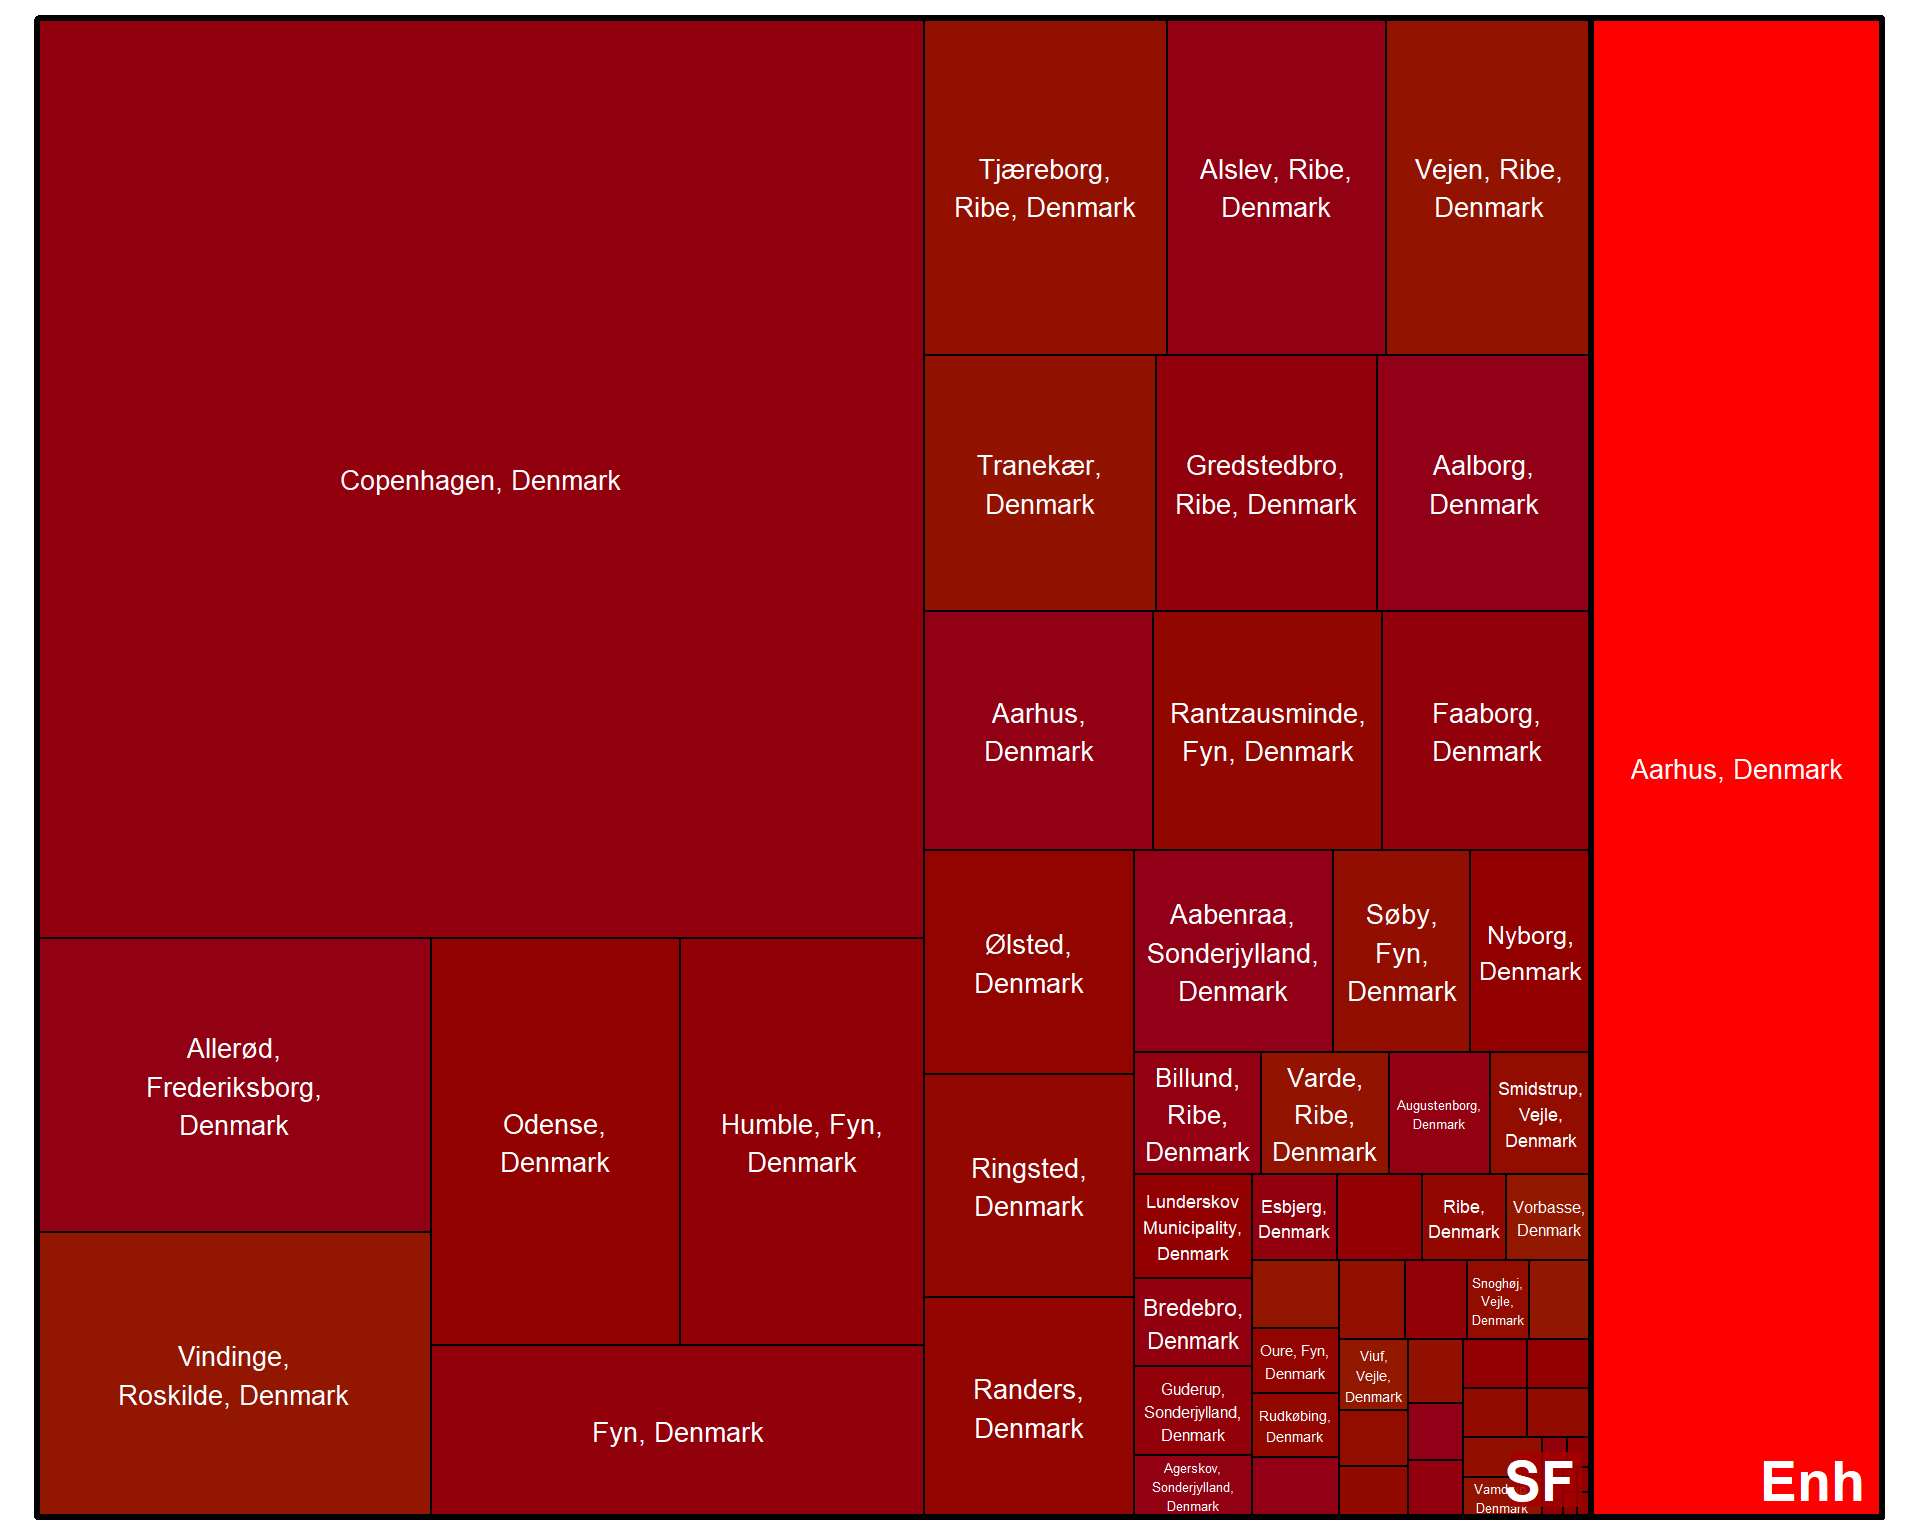 Copenhagen, Denmark
Allerød,
Frederiksborg,
Denmark
Vindinge,
Roskilde, Denmark
Odense,
Denmark
Humble, Fyn,
Denmark
Fyn, Denmark
Tjæreborg,
Ribe, Denmark
Alslev, Ribe,
Denmark
Vejen, Ribe,
Denmark
Tranekær,
Denmark
Gredstedbro,
Ribe, Denmark
Aalborg,
Denmark
Aarhus,
Denmark
Rantzausminde,
Fyn, Denmark
Faaborg,
Denmark
Ølsted,
Denmark
Ringsted,
Denmark
Randers,
Denmark
Aabenraa,
Sonderjylland,
Denmark
Søby,
Fyn,
Denmark
Nyborg,
Denmark
Billund,
Ribe,
Denmark
Varde,
Ribe,
Denmark
Augustenborg,
Denmark
Smidstrup,
Vejle,
Denmark
Lunderskov
Municipality,
Denmark
Esbjerg,
Denmark
Ribe,
Denmark
Vorbasse,
Denmark
Bredebro,
Denmark
Guderup,
Sonderjylland,
Denmark
Agerskov,
Sonderjylland,
Denmark
Oure, Fyn,
Denmark
Rudkøbing,
Denmark
Snoghøj,
Vejle,
Denmark
Viuf,
Vejle,
Denmark
Denmark
SF
Aarhus, Denmark
Enh